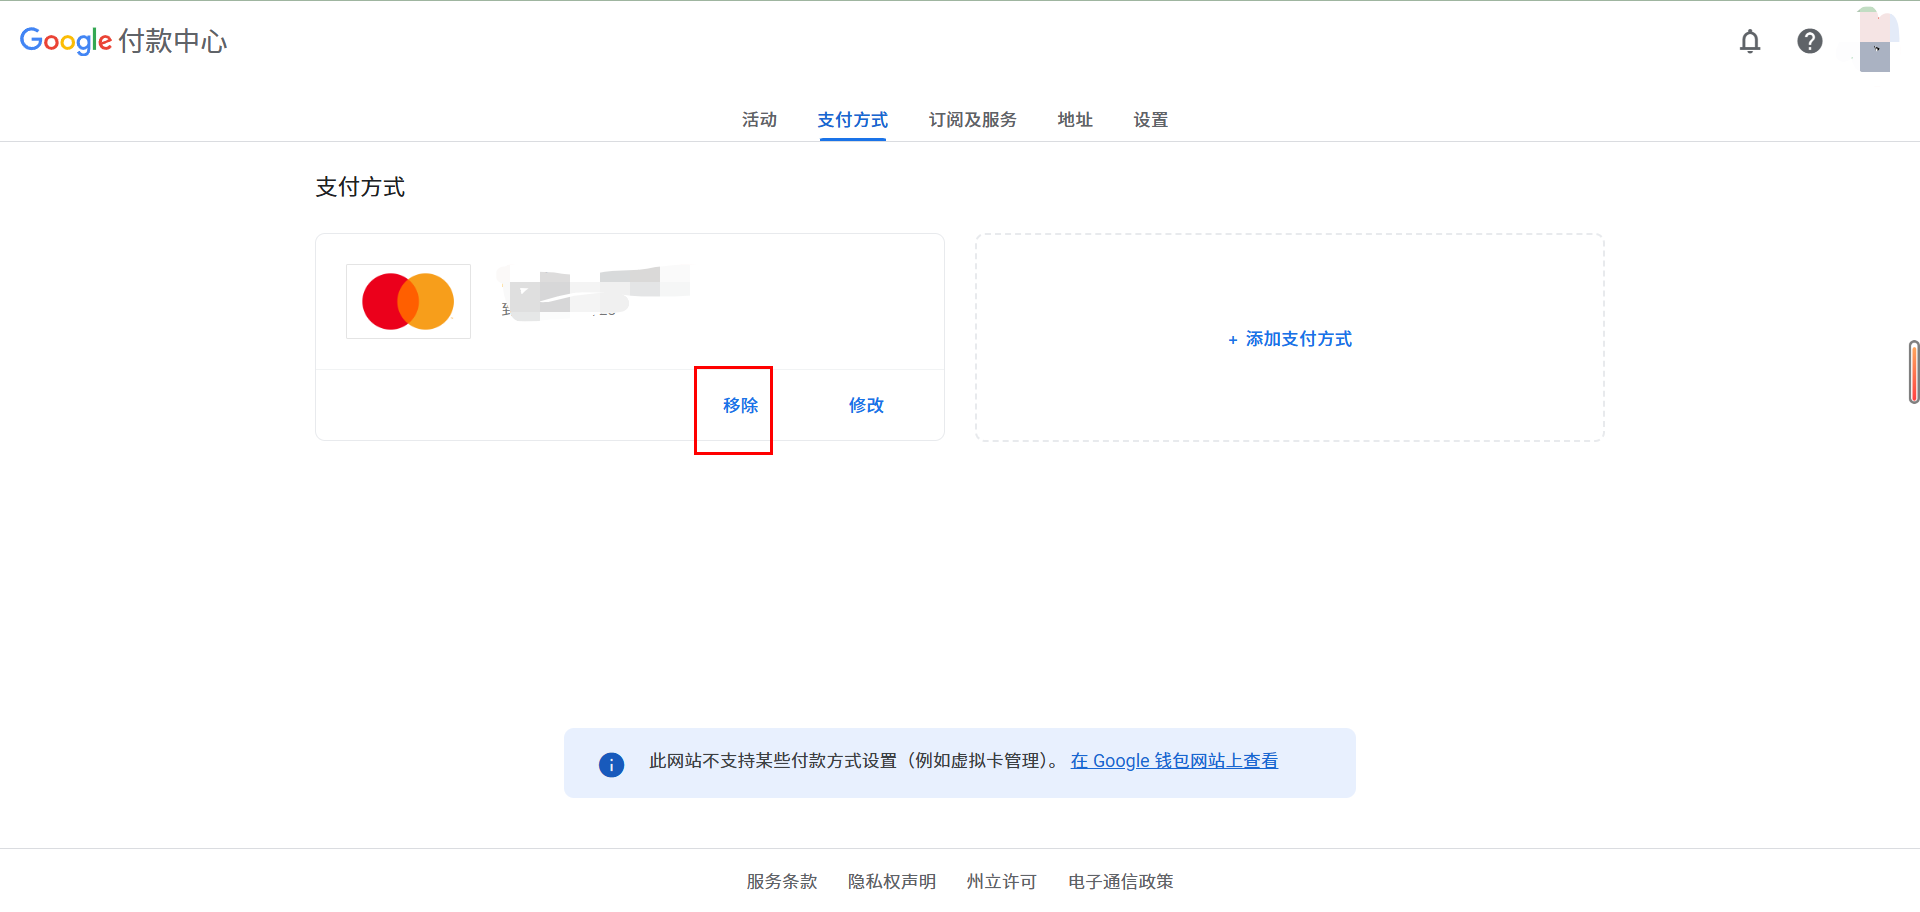 Google 付款中心
活动 支付方式 订阅及服务 地址 设置
支付方式
到
移除 修改
+ 添加支付方式
此网站不支持某些付款方式设置（例如虚拟卡管理）。 在 Google 钱包网站上查看
服务条款 隐私权声明 州立许可 电子通信政策